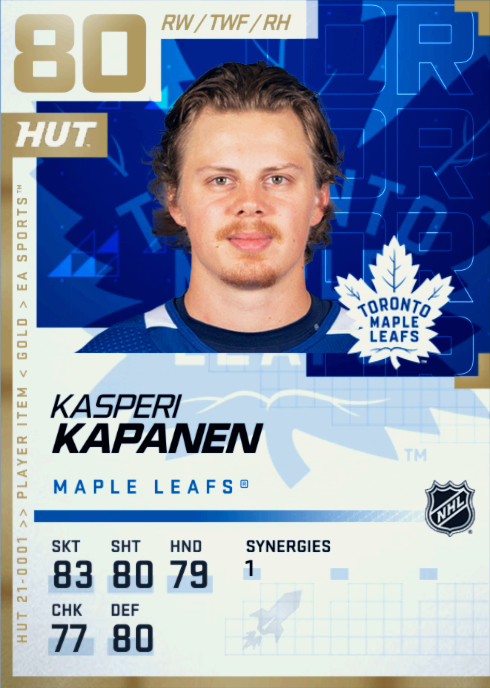 80
RW / TWF / RH
HUT
TORONTO
MAPLE
LEAFS
KASPERI
KAPANEN
TM
MAPLE LEAFS®
NHL
SKT
SHT
HND
SYNERGIES
83
80
79
1
CHK
DEF
77
80
HUT 21-0001 >> PLAYER ITEM < GOLD > EA SPORTS™